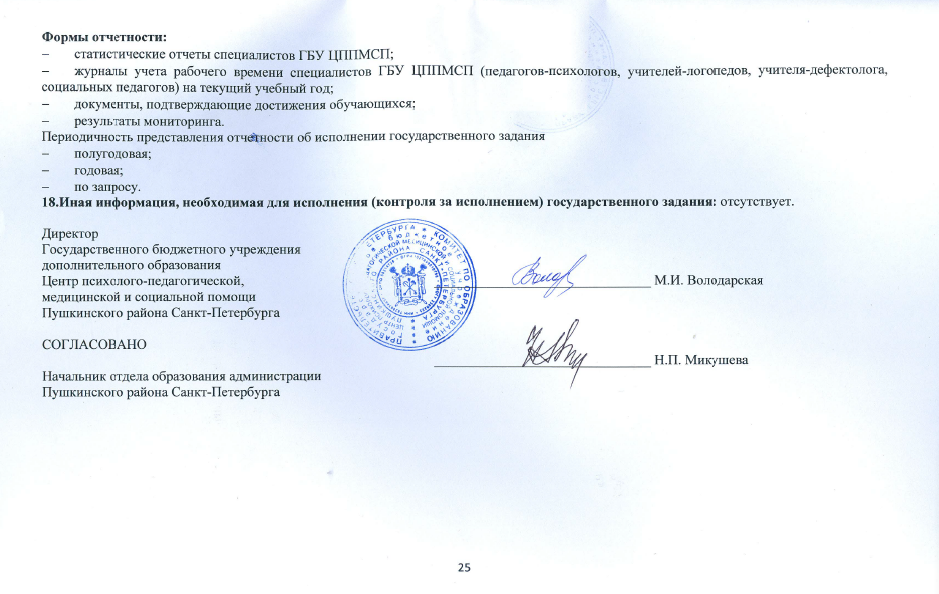 Формы отчетности:
– статистические отчеты специалистов ГБУ ЦППМСП;
– журналы учета рабочего времени специалистов ГБУ ЦППМСП (педагогов-психологов, учителей-логопедов, учителя-дефектолога,
социальных педагогов) на текущий учебный год;
– документы, подтверждающие достижения обучающихся;
– результаты мониторинга.
Периодичность представления отчетности об исполнении государственного задания
– полугодовая;
– годовая;
– по запросу.
18.Иная информация, необходимая для исполнения (контроля за исполнением) государственного задания: отсутствует.
Директор
Государственного бюджетного учреждения
дополнительного образования
Центр психолого-педагогической,
медицинской и социальной помощи
Пушкинского района Санкт-Петербурга
М.И. Володарская
СОГЛАСОВАНО
Н.П. Микушева
Начальник отдела образования администрации
Пушкинского района Санкт-Петербурга
КОМИТЕТ ПО ОБРАЗОВАНИЮ
25